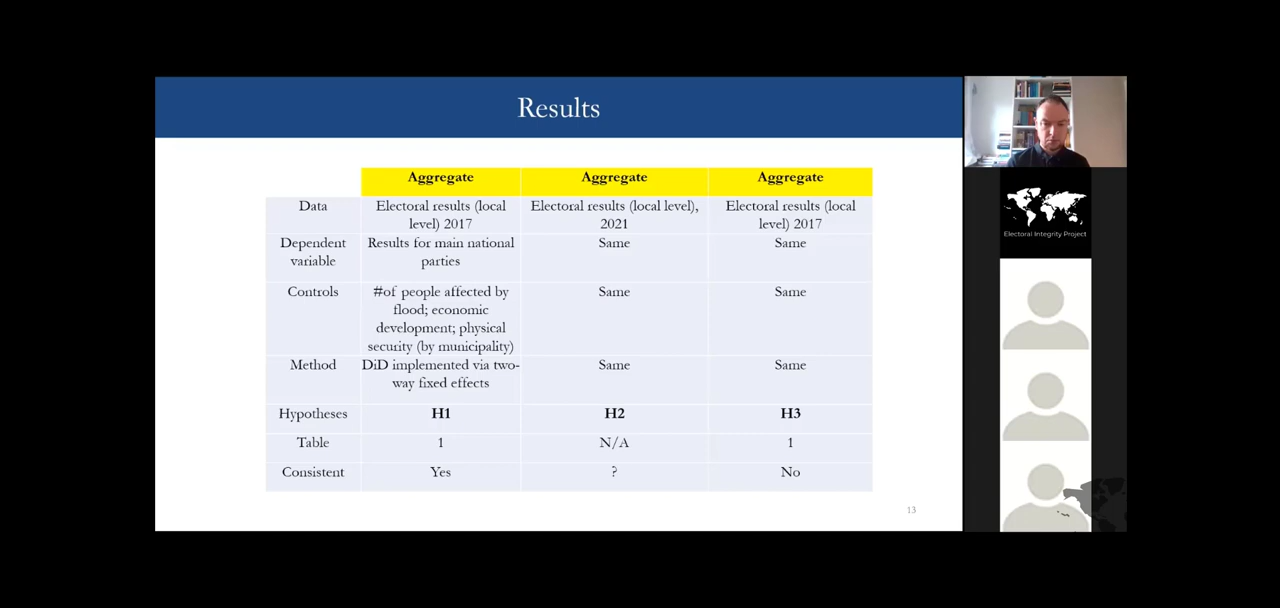 Results
Aggregate
Aggregate
Aggregate
Data
Electoral results (local
level) 2017
Electoral results (local level),
2021
Electoral results (local
level) 2017
Dependent
variable
Results for main national
parties
Same
Same
Controls
#of people affected by
flood; economic
development; physical
security (by municipality)
Same
Same
Method
DiD implemented via two-
way fixed effects
Same
Same
Hypotheses
H1
H2
H3
Table
1
N/A
1
Consistent
Yes
?
No
13
Electoral Integrity Project